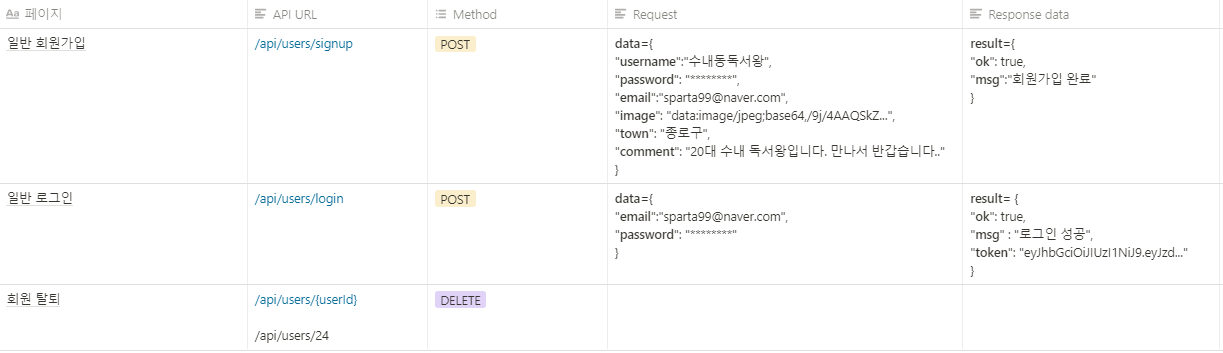 Aa 페이지
API URL
Method
Request
Response data
일반 회원가입
/api/users/signup
POST
data={
"username":"수내동독서왕",
"password": "********",
"email":"sparta99@naver.com",
"image": "data:image/jpeg;base64,/9j/4AAQSkZ...",
"town": "종로구",
"comment": "20대 수내 독서왕입니다. 만나서 반갑습니다.."
}
result={
"ok": true,
"msg":"회원가입 완료"
}
일반 로그인
/api/users/login
POST
data={
"email":"sparta99@naver.com",
"password": "********"
}
result= {
"ok": true,
"msg" : "로그인 성공",
"token": "eyJhbGciOiJIUzI1NiJ9.eyJzd..."
}
회원 탈퇴
/api/users/{userId}
/api/users/24
DELETE